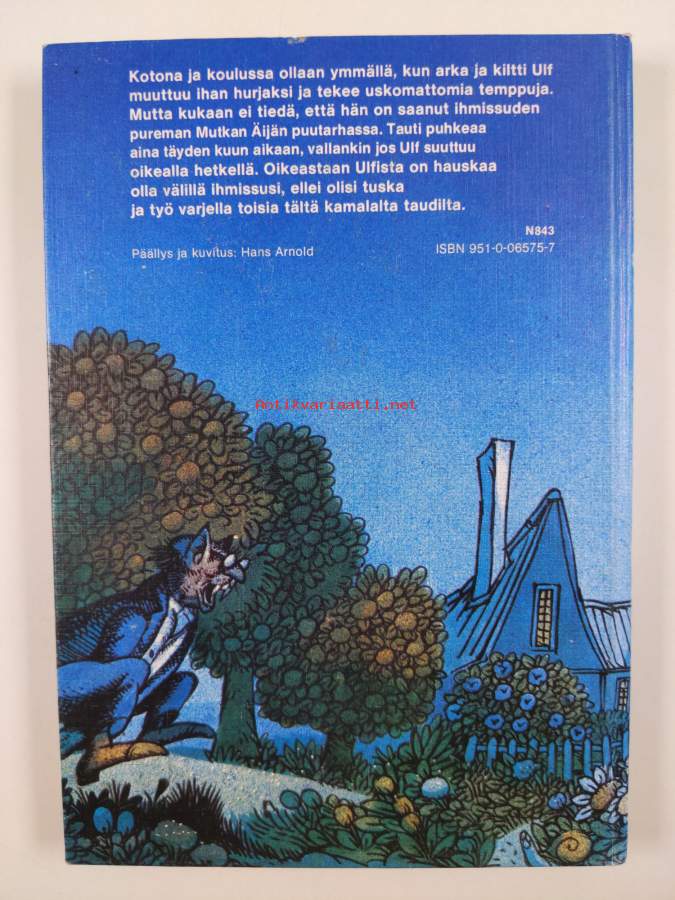 Kotona ja koulussa ollaan ymmällä, kun arka ja kiltti Ulf
muuttuu ihan hurjaksi ja tekee uskomattomia temppuja.
Mutta kukaan ei tiedä, että hän on saanut ihmissuden
pureman Mutkan Äijän puutarhassa. Tauti puhkeaa
aina täyden kuun aikaan, vallankin jos Ulf suuttuu
oikealla hetkellä. Oikeastaan Ulfista on hauskaa
olla välillä ihmissusi, ellei olisi tuska
ja työ varjella toisia tältä kamalalta taudilta.
N843
Päällys ja kuvitus: Hans Arnold
ISBN 951-0-06575-7
Antikvariaatti.net